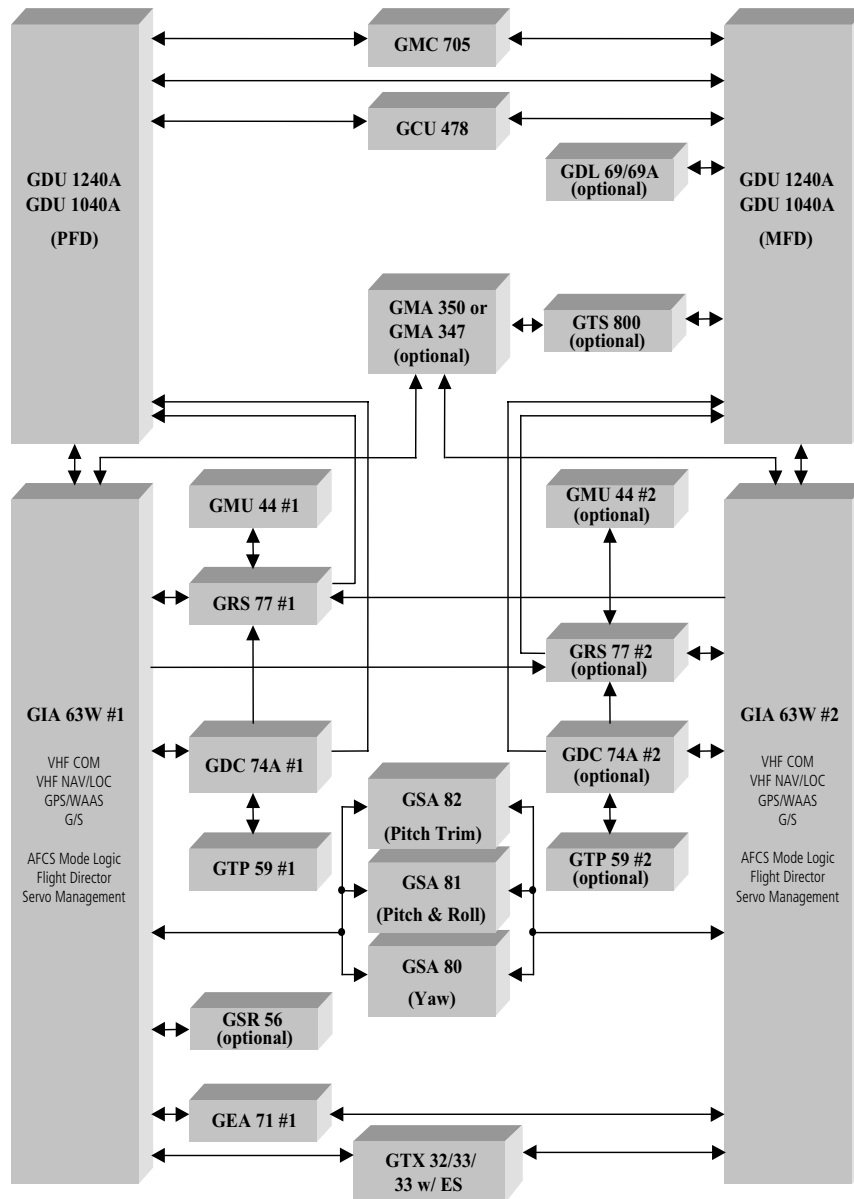 GMC 705
GCU 478
GDU 1240A
GDU 1040A
(PFD)
GDL 69/69A
(optional)
GDU 1240A
GDU 1040A
(MFD)
GMA 350 or
GMA 347
(optional)
GTS 800
(optional)
GMU 44 #1
GMU 44 #2
(optional)
GRS 77 #1
GRS 77 #2
(optional)
GIA 63W #1
VHF COM
VHF NAV/LOC
GPS/WAAS
G/S
AFCS Mode Logic
Flight Director
Servo Management
GDC 74A #1
GSA 82
(Pitch Trim)
GDC 74A #2
(optional)
GIA 63W #2
VHF COM
VHF NAV/LOC
GPS/WAAS
G/S
AFCS Mode Logic
Flight Director
Servo Management
GTP 59 #1
GSA 81
(Pitch & Roll)
GTP 59 #2
(optional)
GSA 80
(Yaw)
GSR 56
(optional)
GEA 71 #1
GTX 32/33/
33 w/ ES